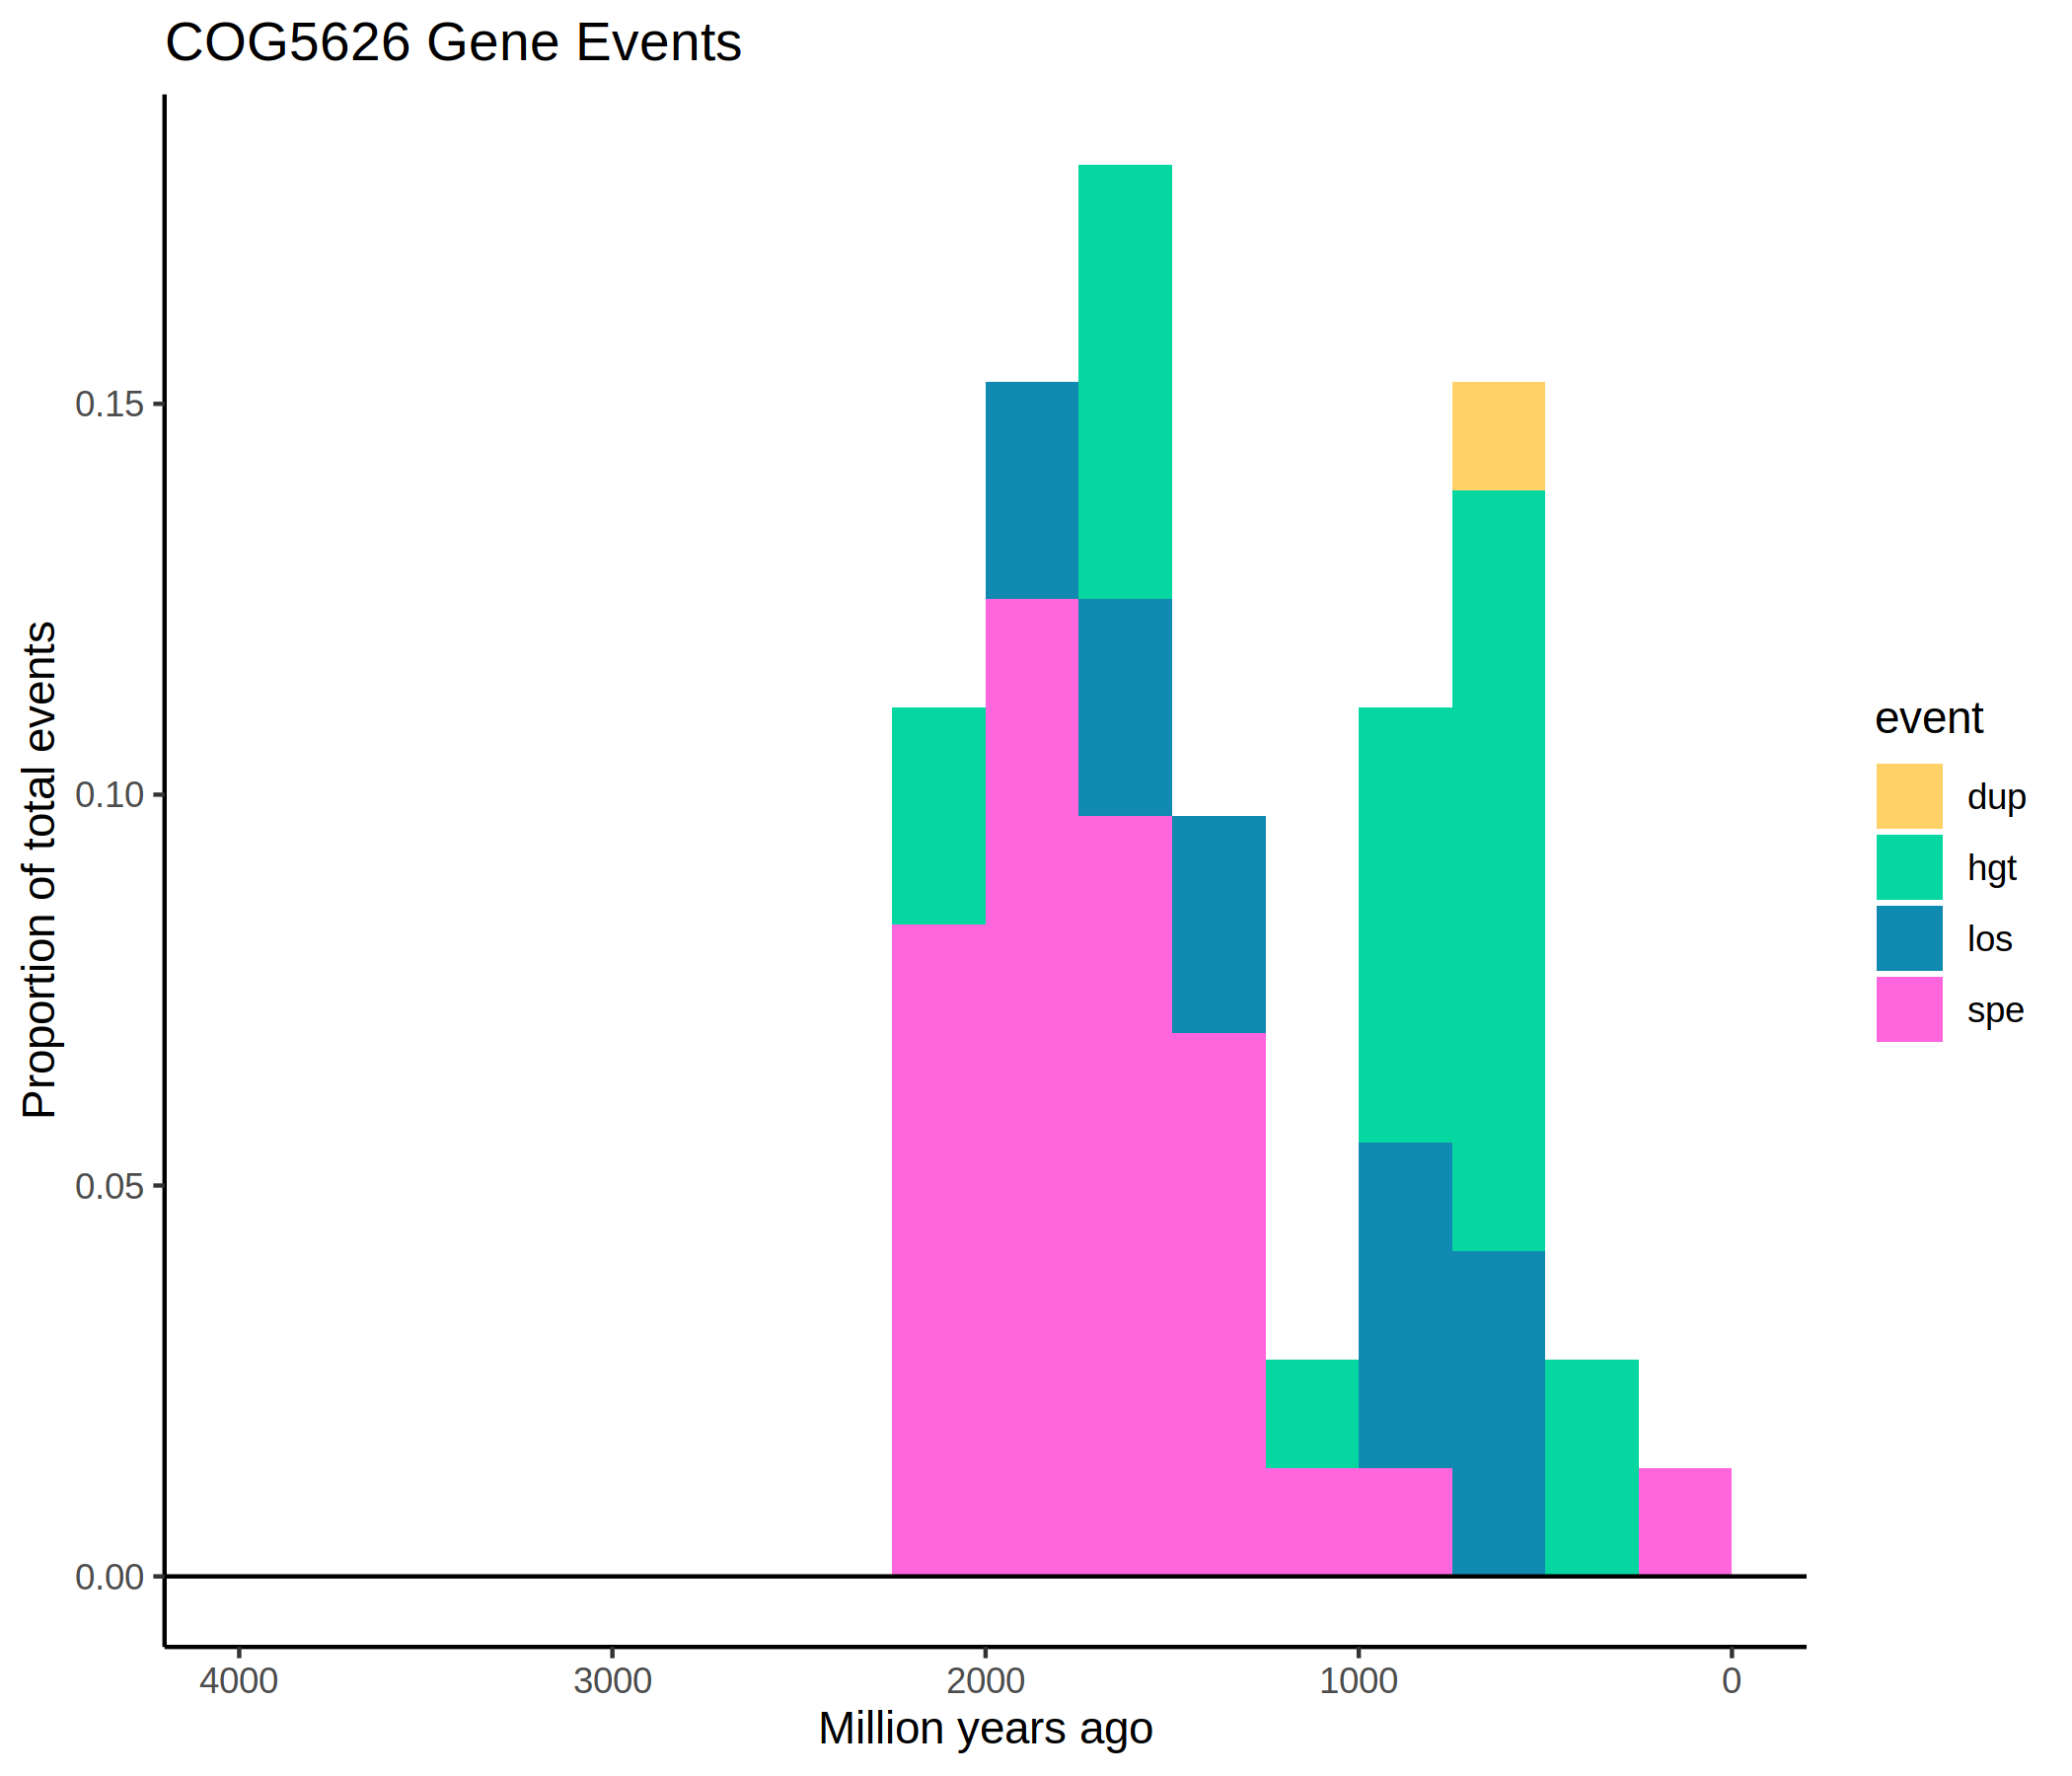 COG5626 Gene Events
Proportion of total events
0.15
0.10
0.05
0.00
4000 3000 2000 1000 0
Million years ago
event
dup
hgt
los
spe